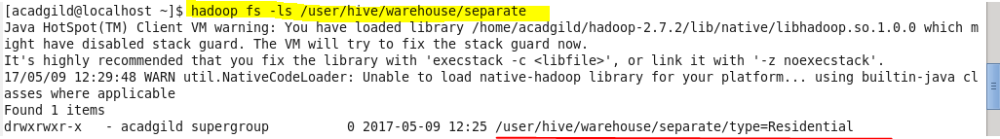 [acadgild@localhost ~]$ hadoop fs -ls /user/hive/warehouse/separate
Java HotSpot(TM) Client VM warning: You have loaded library /home/acadgild/hadoop-2.7.2/lib/native/libhadoop.so.1.0.0 which m
ight have disabled stack guard. The VM will try to fix the stack guard now.
It's highly recommended that you fix the library with 'execstack -c <libfile>', or link it with '-z noexecstack'.
17/05/09 12:29:48 WARN util.NativeCodeLoader: Unable to load native-hadoop library for your platform... using builtin-java cl
asses where applicable
Found 1 items
drwxrwxr-x   - acadgild supergroup          0 2017-05-09 12:25 /user/hive/warehouse/separate/type=Residential